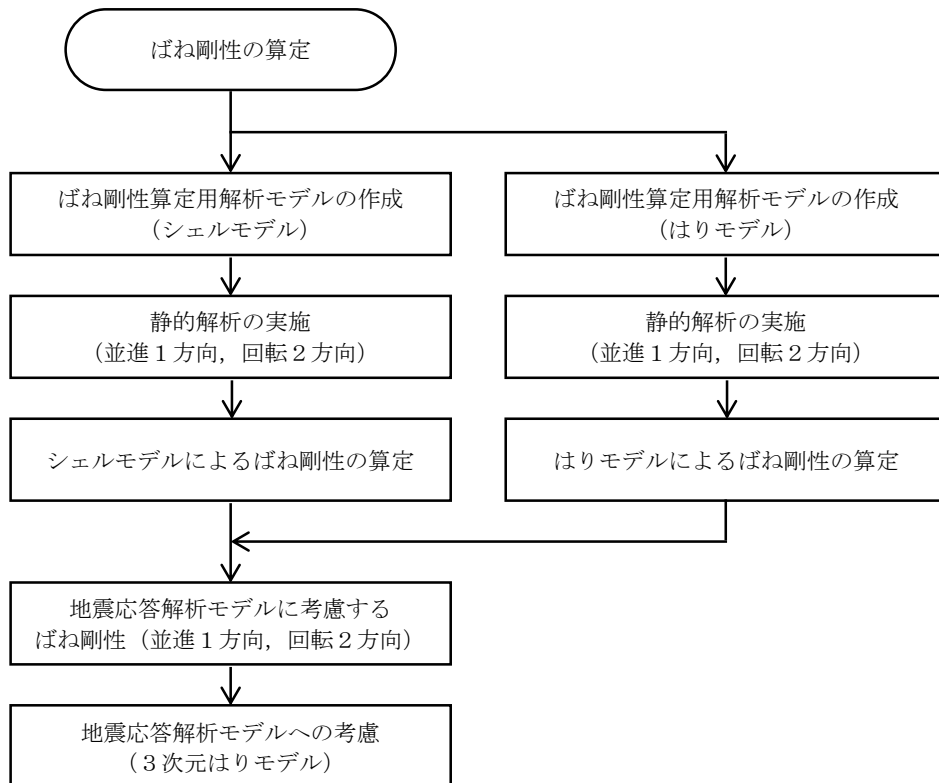 ばね剛性の算定
ばね剛性算定用解析モデルの作成
（シェルモデル）
ばね剛性算定用解析モデルの作成
（はりモデル）
静的解析の実施
（並進１方向，回転２方向）
静的解析の実施
（並進１方向，回転２方向）
シェルモデルによるばね剛性の算定
はりモデルによるばね剛性の算定
地震応答解析モデルに考慮する
ばね剛性（並進１方向，回転２方向）
地震応答解析モデルへの考慮
（３次元はりモデル）